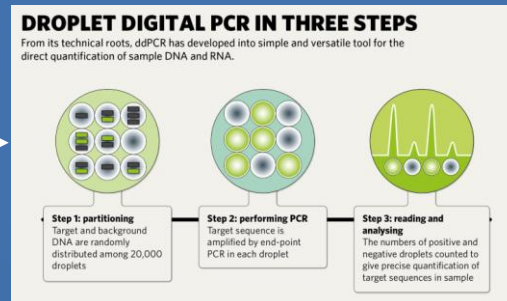 DROPLET DIGITAL PCR IN THREE STEPS
From its technical roots, ddPCR has developed into simple and versatile tool for the
direct quantification of sample DNA and RNA.
Step 1: partitioning
Target and background
DNA are randomly
distributed among 20,000
droplets
Step 2: performing PCR
Target sequence is
amplified by end-point
PCR in each droplet
Step 3: reading and
analysing
The numbers of positive and
negative droplets counted to
give precise quantification of
target sequences in sample